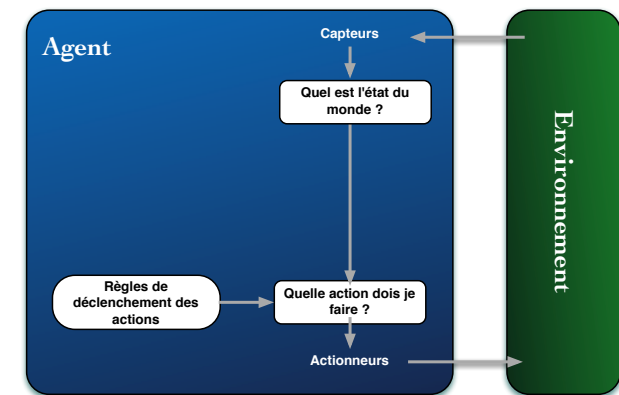 Agent
Capteurs
Quel est l'état du
monde ?
Environnement
Règles de
déclenchement des
actions
Quelle action dois je
faire ?
Actionneurs